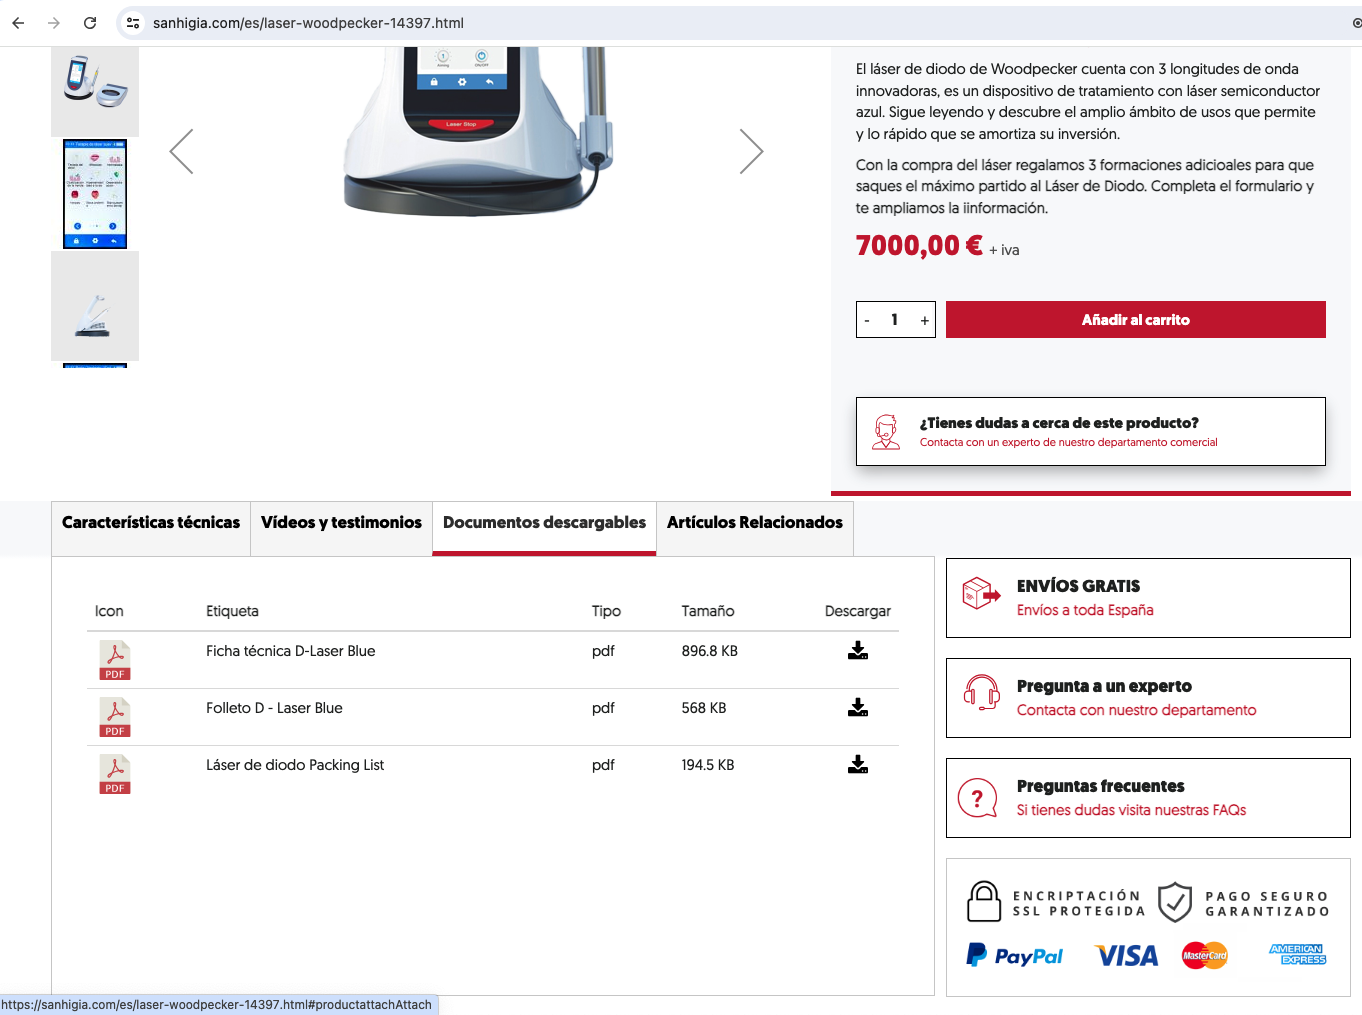 sanhigia.com/es/laser-woodpecker-14397.html
Laser Stop
El láser de diodo de Woodpecker cuenta con 3 longitudes de onda
innovadoras, es un dispositivo de tratamiento con láser semiconductor
azul. Sigue leyendo y descubre el amplio ámbito de usos que permite
y lo rápido que se amortiza su inversión.
Con la compra del láser regalamos 3 formaciones adicioales para que
saques el máximo partido al Láser de Diodo. Completa el formulario y
te ampliamos la iinformación.
7000,00 € + iva
- 1 +
Añadir al carrito
¿Tienes dudas a cerca de este producto?
Contacta con un experto de nuestro departamento comercial
Características técnicas
Vídeos y testimonios
Documentos descargables
Artículos Relacionados
Icon Etiqueta Tipo Tamaño Descargar
PDF Ficha técnica D-Laser Blue pdf 896.8 KB
PDF Folleto D - Laser Blue pdf 568 KB
PDF Láser de diodo Packing List pdf 194.5 KB
ENVÍOS GRATIS
Envíos a toda España
Pregunta a un experto
Contacta con nuestro departamento
Preguntas frecuentes
Si tienes dudas visita nuestras FAQs
ENCRIPTACIÓN
SSL PROTEGIDA
PAGO SEGURO
GARANTIZADO
PayPal
VISA
MasterCard
AMERICAN
EXPRESS
https://sanhigia.com/es/laser-woodpecker-14397.html#productattachAttach